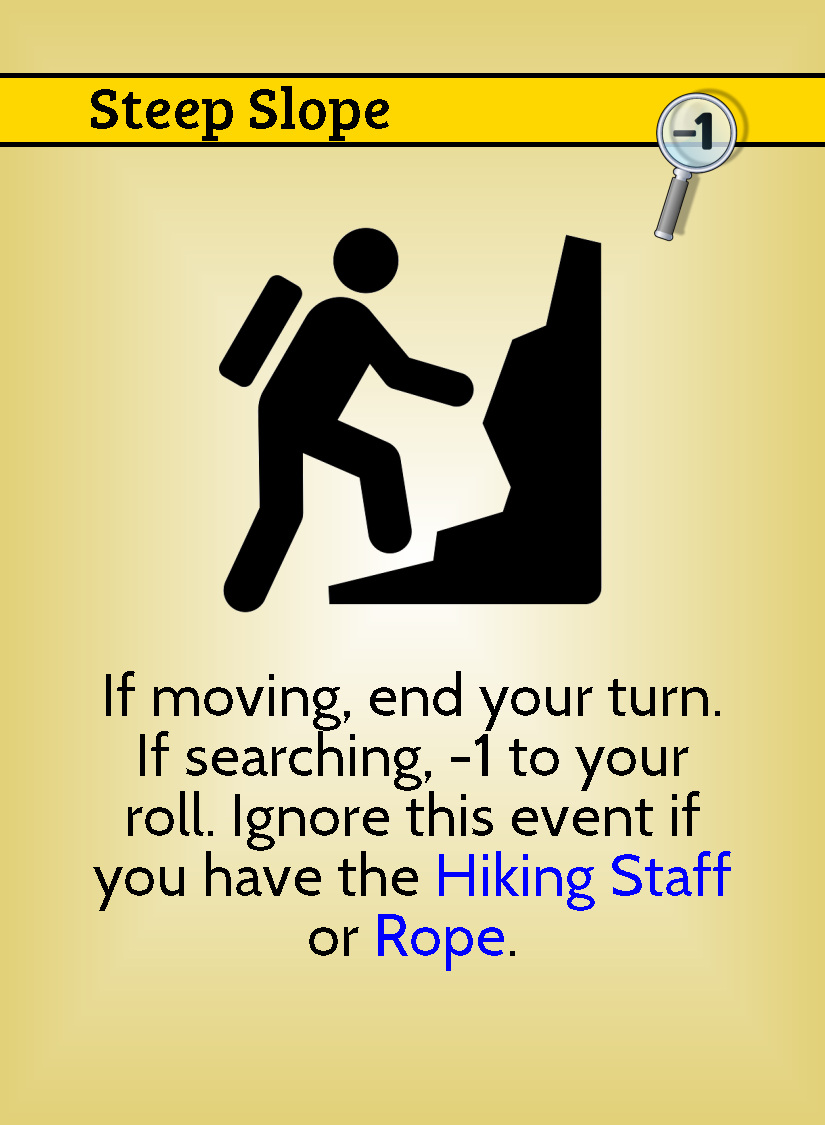 Steep Slope
-1
If moving, end your turn.
If searching, -1 to your
roll. Ignore this event if
you have the Hiking Staff
or Rope.